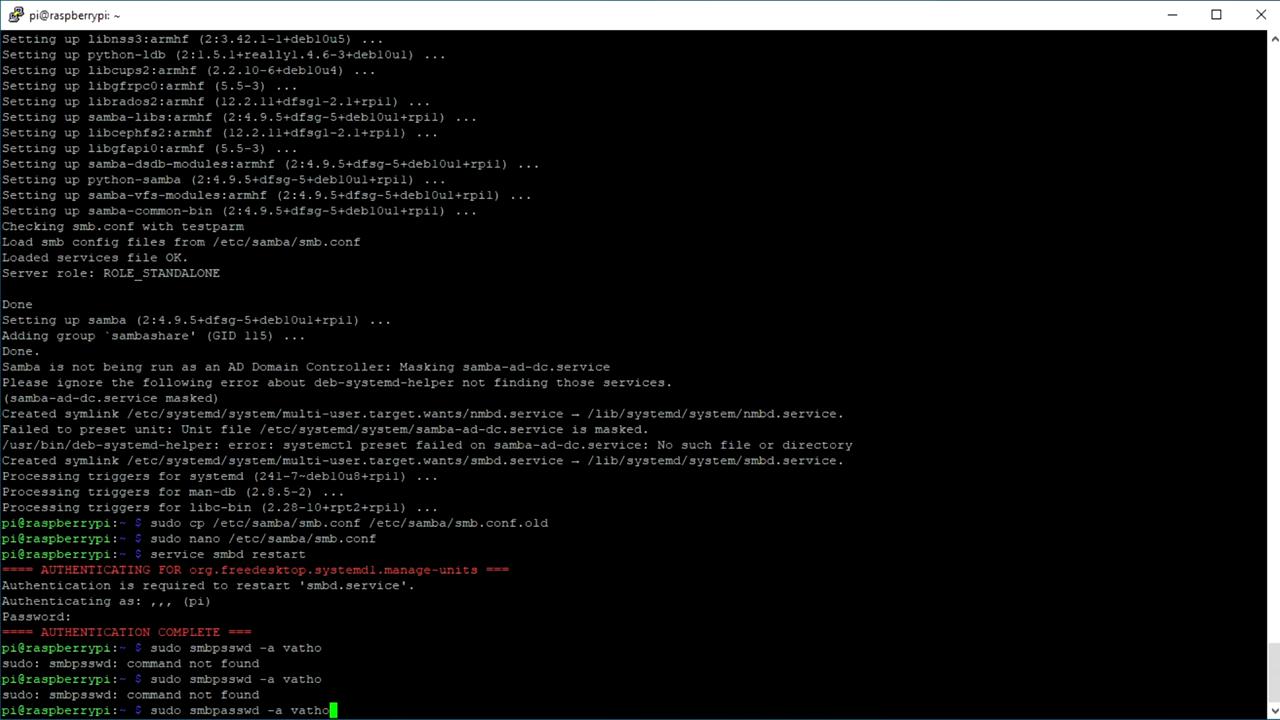 pi@raspberrypi: ~
Setting up libnss3:armhf (2:3.42.1-1+deb10u5) ...
Setting up python-ldb (2:1.5.1+really1.4.6-3+deb10u1) ...
Setting up libcups2:armhf (2.2.10-6+deb10u4) ...
Setting up libgfrpc0:armhf (5.5-3) ...
Setting up librados2:armhf (12.2.11+dfsg1-2.1+rpi1) ...
Setting up samba-libs:armhf (2:4.9.5+dfsg-5+deb10u1+rpi1) ...
Setting up libcephfs2:armhf (12.2.11+dfsg1-2.1+rpi1) ...
Setting up libgfapi0:armhf (5.5-3) ...
Setting up samba-dsdb-modules:armhf (2:4.9.5+dfsg-5+deb10u1+rpi1) ...
Setting up python-samba (2:4.9.5+dfsg-5+deb10u1+rpi1) ...
Setting up samba-vfs-modules:armhf (2:4.9.5+dfsg-5+deb10u1+rpi1) ...
Setting up samba-common-bin (2:4.9.5+dfsg-5+deb10u1+rpi1) ...
Checking smb.conf with testparm
Load smb config files from /etc/samba/smb.conf
Loaded services file OK.
Server role: ROLE_STANDALONE
Done
Setting up samba (2:4.9.5+dfsg-5+deb10u1+rpi1) ...
Adding group `sambashare' (GID 115) ...
Done.
Samba is not being run as an AD Domain Controller: Masking samba-ad-dc.service
Please ignore the following error about deb-systemd-helper not finding those services.
(samba-ad-dc.service masked)
Created symlink /etc/systemd/system/multi-user.target.wants/nmbd.service → /lib/systemd/system/nmbd.service.
Failed to preset unit: Unit file /etc/systemd/system/samba-ad-dc.service is masked.
/usr/bin/deb-systemd-helper: error: systemctl preset failed on samba-ad-dc.service: No such file or directory
Created symlink /etc/systemd/system/multi-user.target.wants/smbd.service → /lib/systemd/system/smbd.service.
Processing triggers for systemd (241-7~deb10u8+rpi1) ...
Processing triggers for man-db (2.8.5-2) ...
Processing triggers for libc-bin (2.28-10+rpt2+rpi1) ...
pi@raspberrypi:~ $ sudo cp /etc/samba/smb.conf /etc/samba/smb.conf.old
pi@raspberrypi:~ $ sudo nano /etc/samba/smb.conf
pi@raspberrypi:~ $ service smbd restart
==== AUTHENTICATING FOR org.freedesktop.systemd1.manage-units ===
Authentication is required to restart 'smbd.service'.
Authenticating as: ,,, (pi)
Password:
==== AUTHENTICATION COMPLETE ===
pi@raspberrypi:~ $ sudo smbpsswd -a vatho
sudo: smbpsswd: command not found
pi@raspberrypi:~ $ sudo smbpsswd -a vatho
sudo: smbpsswd: command not found
pi@raspberrypi:~ $ sudo smbpasswd -a vatho